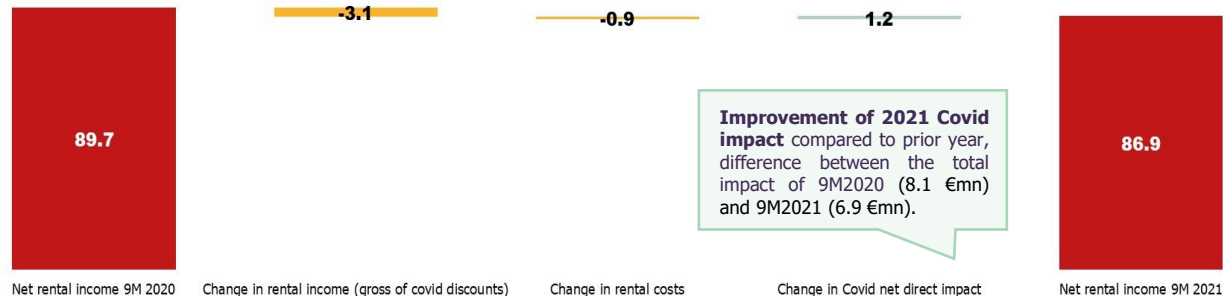 -3.1
-0.9
1.2
89.7
Improvement of 2021 Covid
impact compared to prior year,
difference between the total
impact of 9M2020 (8.1 €mn)
and 9M2021 (6.9 €mn).
86.9
Net rental income 9M 2020
Change in rental income (gross of covid discounts)
Change in rental costs
Change in Covid net direct impact
Net rental income 9M 2021